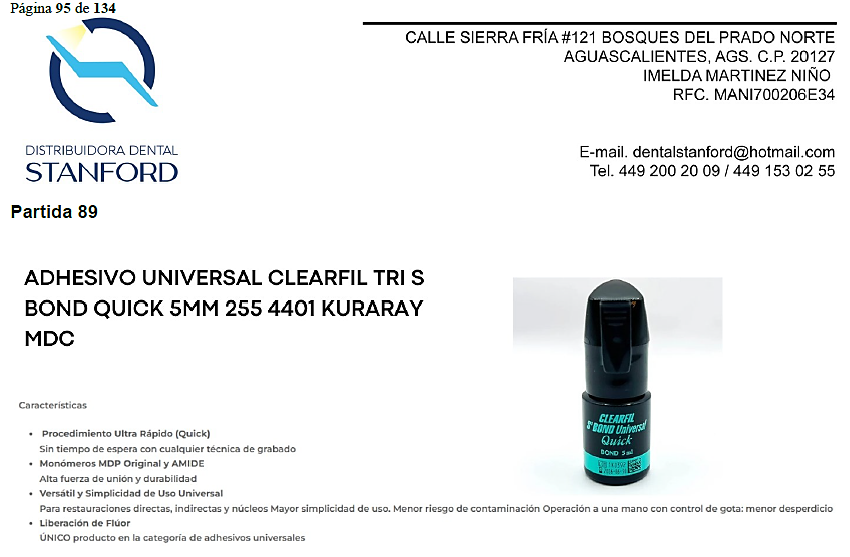 Página 95 de 134
CALLE SIERRA FRÍA #121 BOSQUES DEL PRADO NORTE
AGUASCALIENTES, AGS. C.P. 20127
IMELDA MARTINEZ NIÑO
RFC. MANI700206E34
DISTRIBUIDORA DENTAL
STANFORD
E-mail. dentalstanford@hotmail.com
Tel. 449 200 20 09 / 449 153 02 55
Partida 89
ADHESIVO UNIVERSAL CLEARFIL TRI S
BOND QUICK 5MM 255 4401 KURARAY
MDC
CLEARFIL
S³ BOND Universal
Quick
BOND 5 ml
Características
• Procedimiento Ultra Rápido (Quick)
Sin tiempo de espera con cualquier técnica de grabado
• Monómeros MDP Original y AMIDE
Alta fuerza de unión y durabilidad
• Versátil y Simplicidad de Uso Universal
Para restauraciones directas, indirectas y núcleos Mayor simplicidad de uso. Menor riesgo de contaminación Operación a una mano con control de gota: menor desperdicio
• Liberación de Flúor
ÚNICO producto en la categoría de adhesivos universales